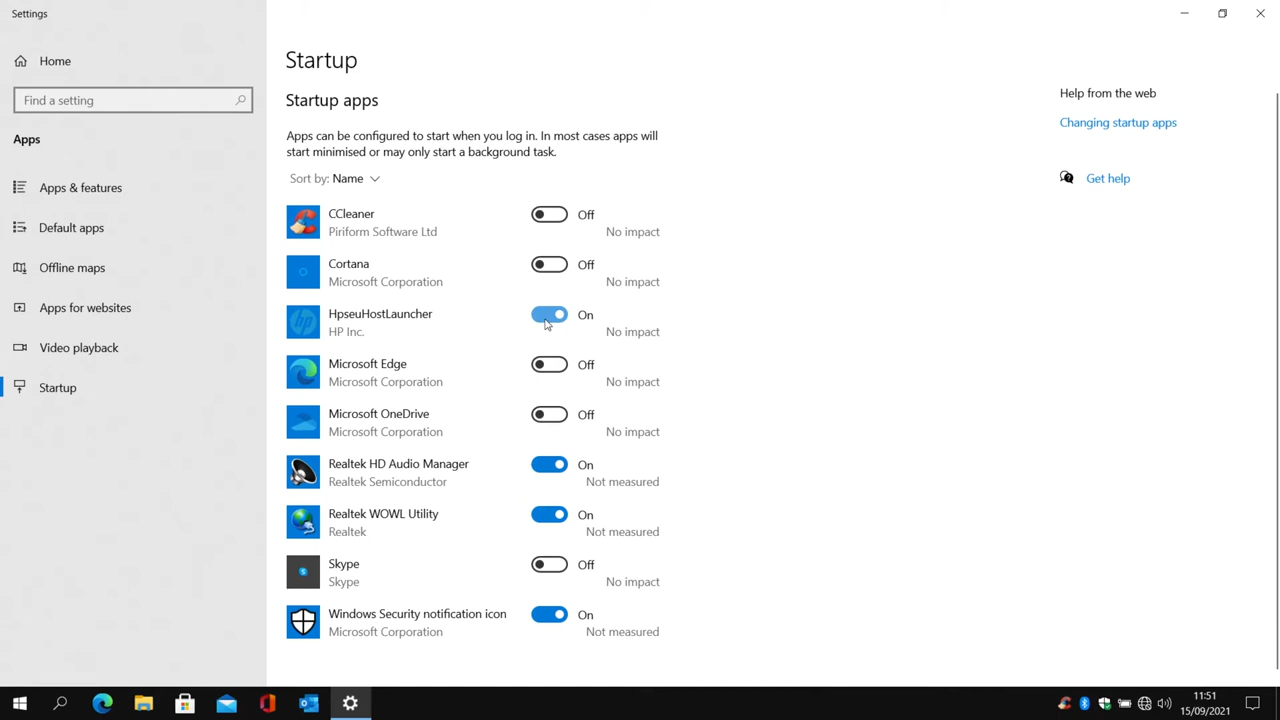 Settings
Home
Find a setting
Apps
Apps & features
Default apps
Offline maps
Apps for websites
Video playback
Startup
Startup
Startup apps
Apps can be configured to start when you log in. In most cases apps will
start minimised or may only start a background task.
Sort by: Name
CCleaner
Piriform Software Ltd
Off
No impact
Cortana
Microsoft Corporation
Off
No impact
HpseuHostLauncher
HP Inc.
On
No impact
Microsoft Edge
Microsoft Corporation
Off
No impact
Microsoft OneDrive
Microsoft Corporation
Off
No impact
Realtek HD Audio Manager
Realtek Semiconductor
On
Not measured
Realtek WOWL Utility
Realtek
On
Not measured
Skype
Skype
Off
No impact
Windows Security notification icon
Microsoft Corporation
On
Not measured
Help from the web
Changing startup apps
Get help
11:51
15/09/2021